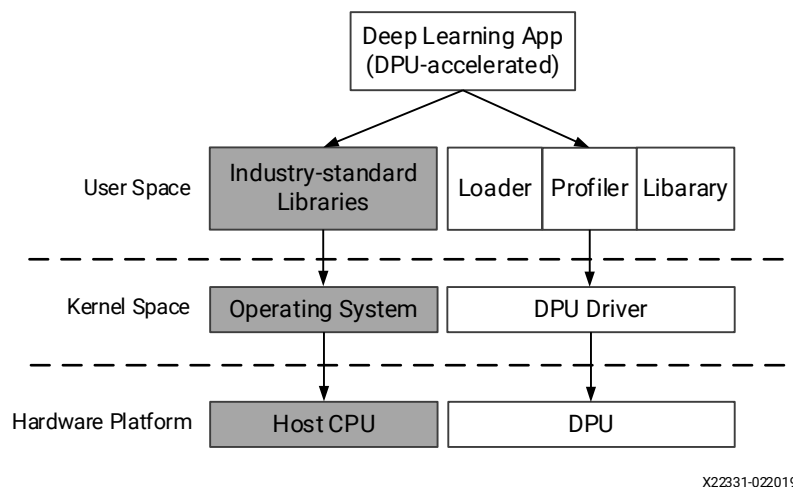 Deep Learning App
(DPU-accelerated)
User Space
Industry-standard
Libraries
Loader
Profiler
Libarary
Kernel Space
Operating System
DPU Driver
Hardware Platform
Host CPU
DPU
X22331-022019